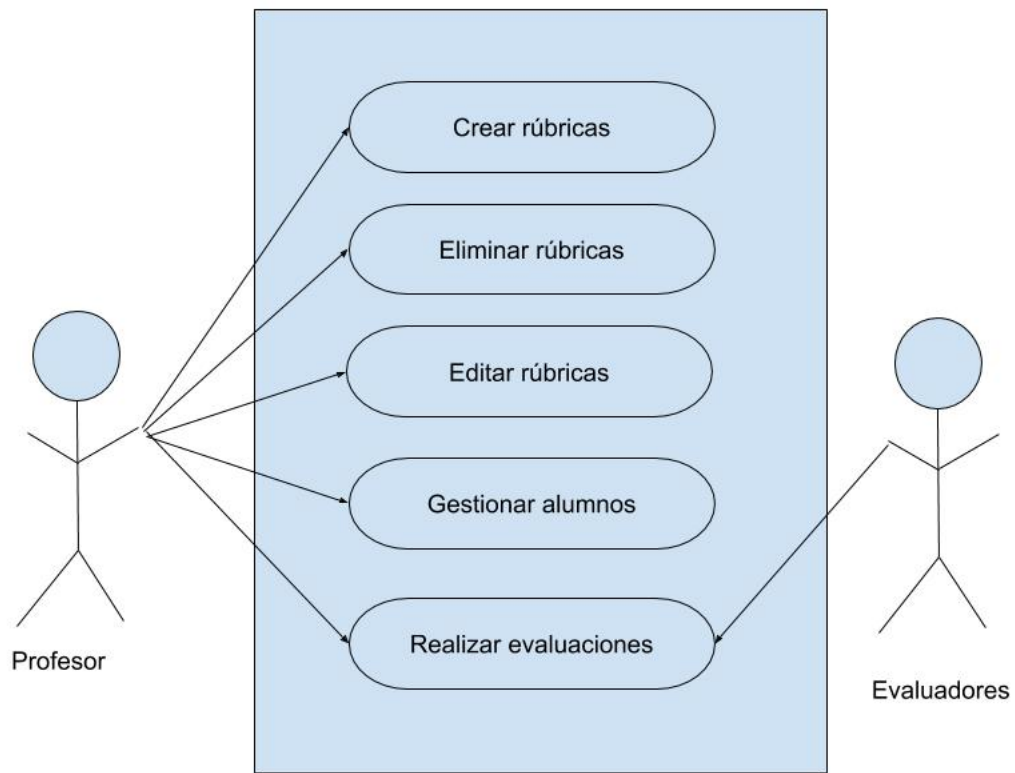 Crear rúbricas
Eliminar rúbricas
Editar rúbricas
Gestionar alumnos
Realizar evaluaciones
Profesor
Evaluadores